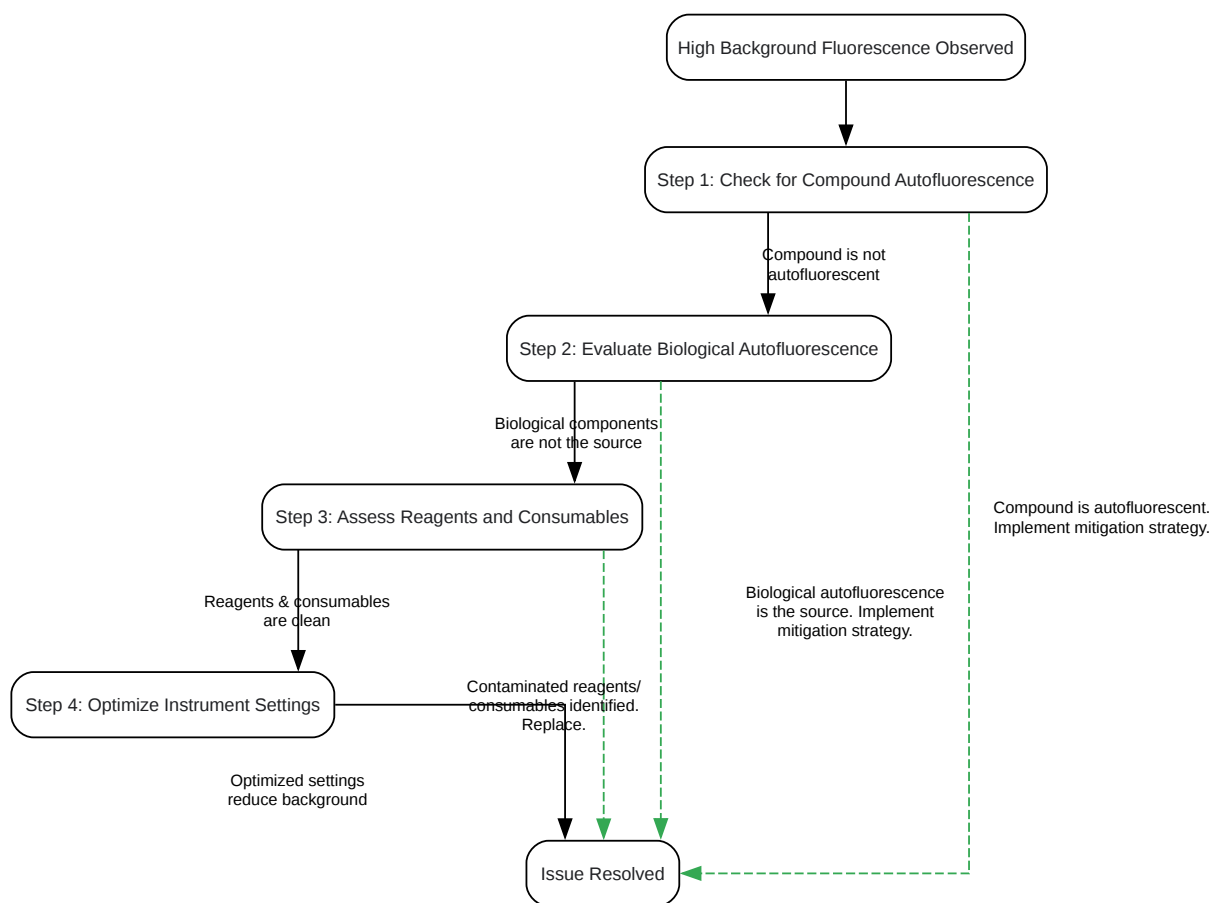 High Background Fluorescence Observed
Step 1: Check for Compound Autofluorescence
Compound is not
autofluorescent
Step 2: Evaluate Biological Autofluorescence
Biological components
are not the source
Step 3: Assess Reagents and Consumables
Compound is autofluorescent.
Implement mitigation strategy.
Biological autofluorescence
is the source. Implement
mitigation strategy.
Reagents & consumables
are clean
Step 4: Optimize Instrument Settings
Contaminated reagents/
consumables identified.
Replace.
Optimized settings
reduce background
Issue Resolved